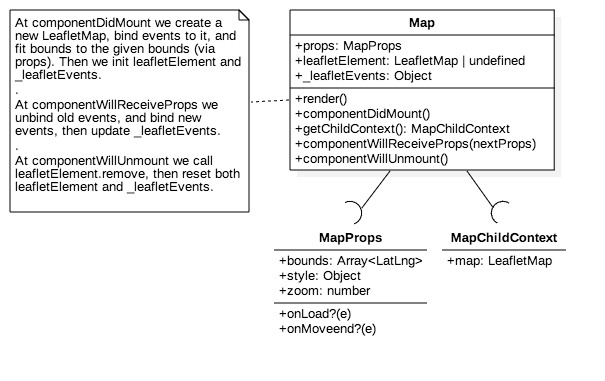 At componentDidMount we create a
new LeafletMap, bind events to it, and
fit bounds to the given bounds (via
props). Then we init leafletElement and
_leafletEvents.
.
At componentWillReceiveProps we
unbind old events, and bind new
events, then update _leafletEvents.
.
At componentWillUnmount we call
leafletElement.remove, then reset both
leafletElement and _leafletEvents.
Map
+props: MapProps
+leafletElement: LeafletMap | undefined
+_leafletEvents: Object
+render()
+componentDidMount()
+getChildContext(): MapChildContext
+componentWillReceiveProps(nextProps)
+componentWillUnmount()
MapProps
+bounds: Array<LatLng>
+style: Object
+zoom: number
+onLoad?(e)
+onMoveend?(e)
MapChildContext
+map: LeafletMap